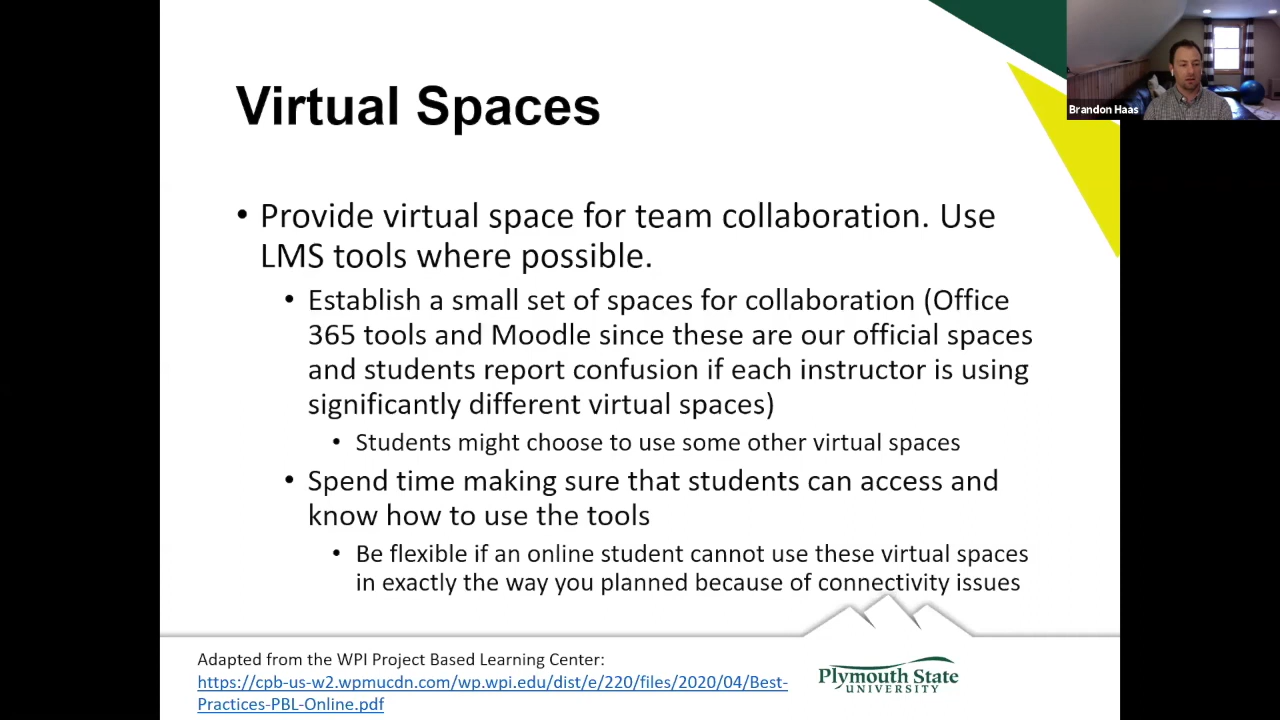 Virtual Spaces
Brandon Haas
• Provide virtual space for team collaboration. Use
LMS tools where possible.
• Establish a small set of spaces for collaboration (Office
365 tools and Moodle since these are our official spaces
and students report confusion if each instructor is using
significantly different virtual spaces)
• Students might choose to use some other virtual spaces
• Spend time making sure that students can access and
know how to use the tools
• Be flexible if an online student cannot use these virtual spaces
in exactly the way you planned because of connectivity issues
Adapted from the WPI Project Based Learning Center:
https://cpb-us-w2.wpmucdn.com/wp.wpi.edu/dist/e/220/files/2020/04/Best-
Practices-PBL-Online.pdf
Plymouth State
UNIVERSITY